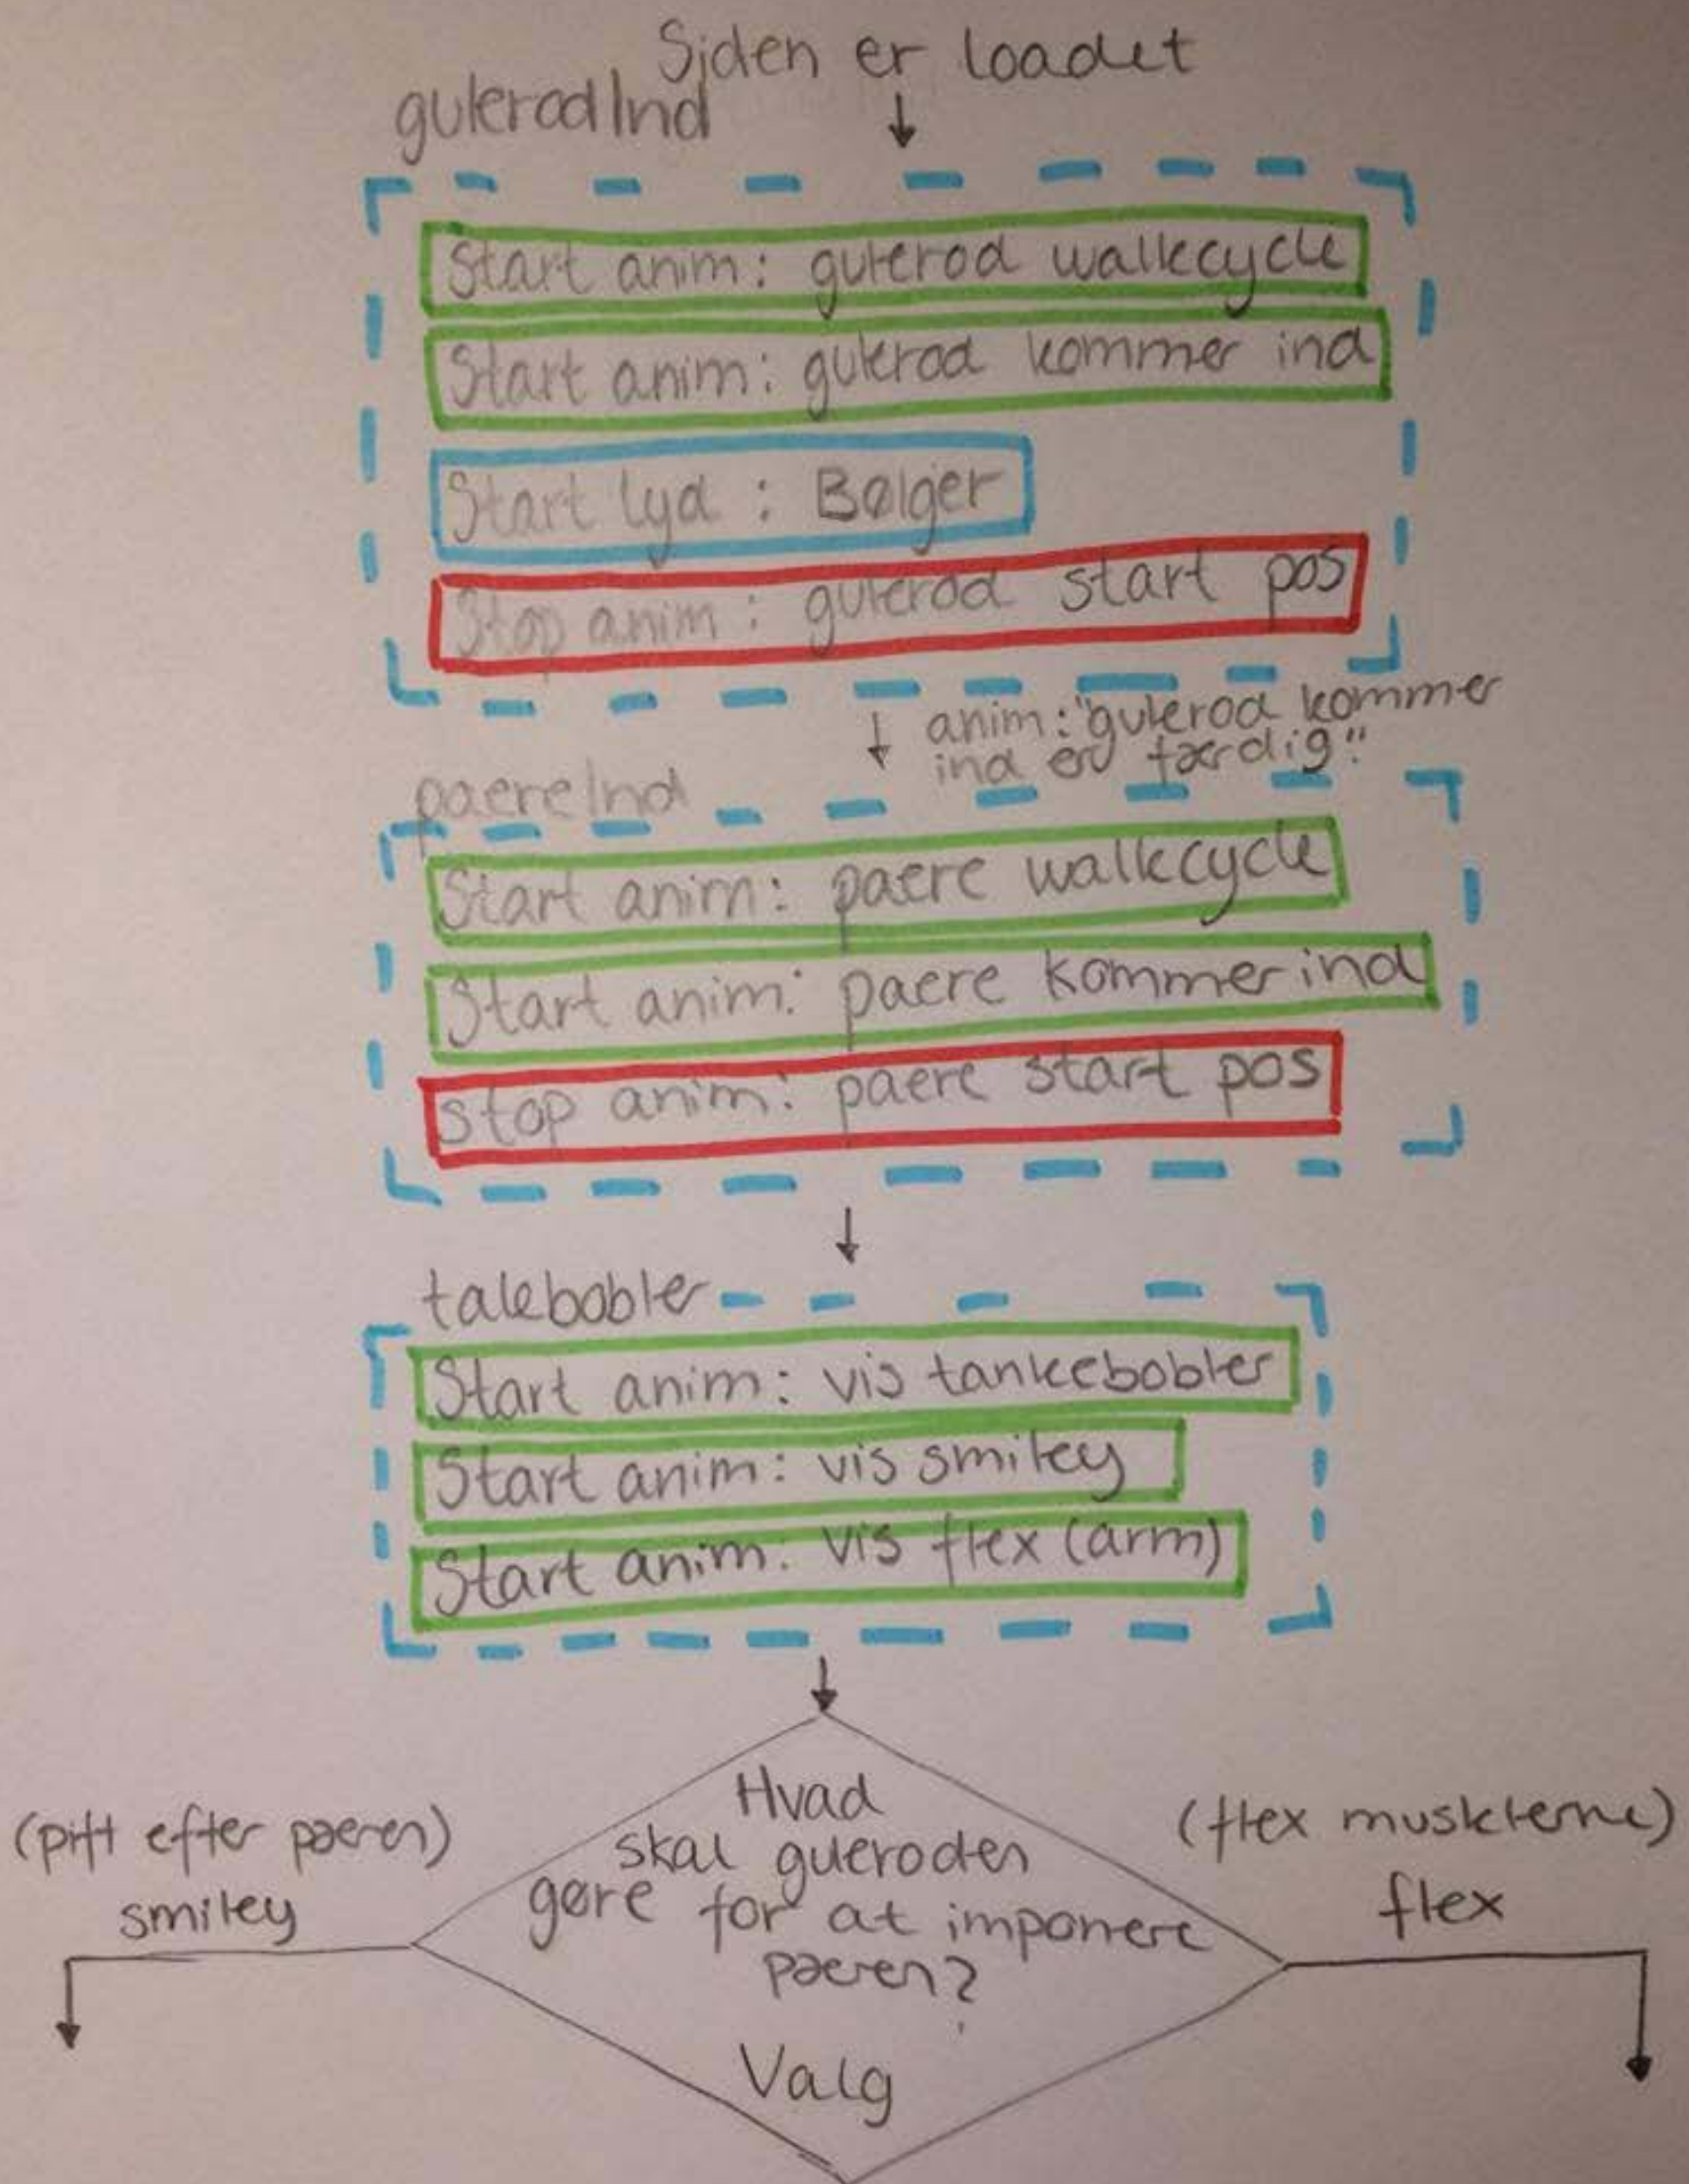 Siden er loadet
gulerodInd
Start anim: gulerod walkcycle
Start anim: gulerod kommer ind
Start lyd : Bølger
Stop anim : gulerod start pos
anim: "gulerod kommer
ind er færdig"
paereInd
Start anim: paere walkcycle
Start anim: paere kommer ind
stop anim: paere start pos
talebobler
Start anim: vis tankebobler
Start anim: vis smiley
Start anim: vis flex (arm)
Hvad
skal gueroden
gøre for at imponere
pæren?
Valg
(pift efter pæren)
smiley
(flex musklerne)
flex